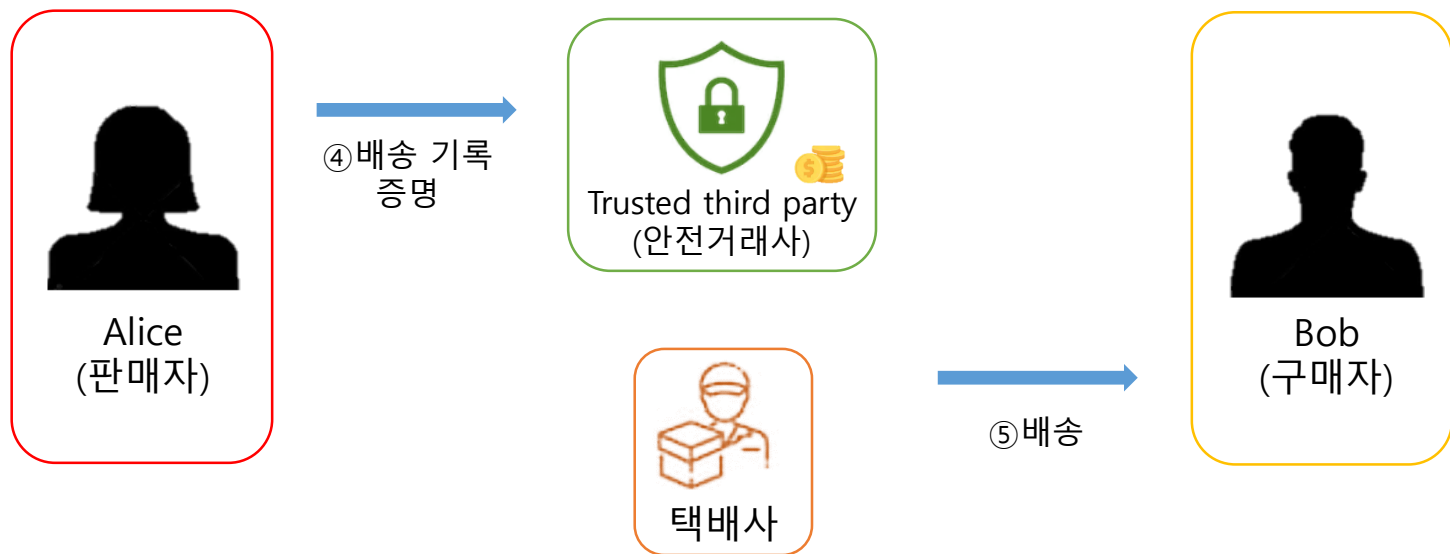 Alice
(판매자)
④배송 기록
증명
Trusted third party
(안전거래사)
택배사
⑤배송
Bob
(구매자)